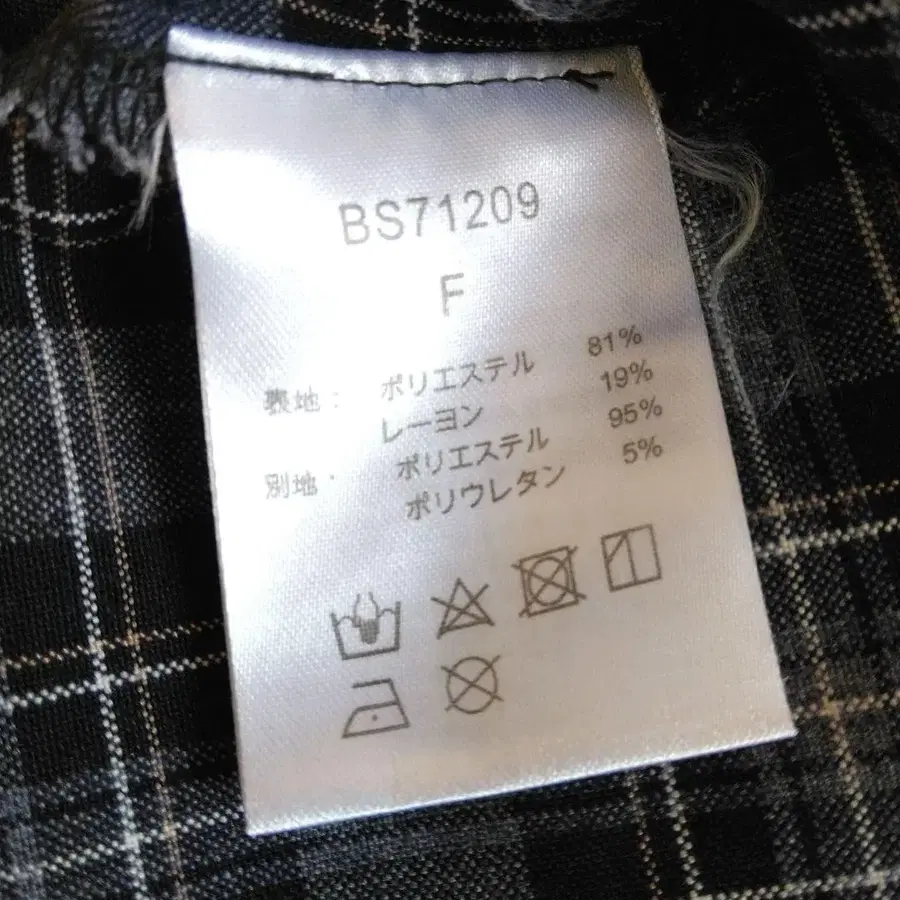 BS71209
F
表地： ポリエステル 81%
レーヨン 19%
別地： ポリエステル 95%
ポリウレタン 5%